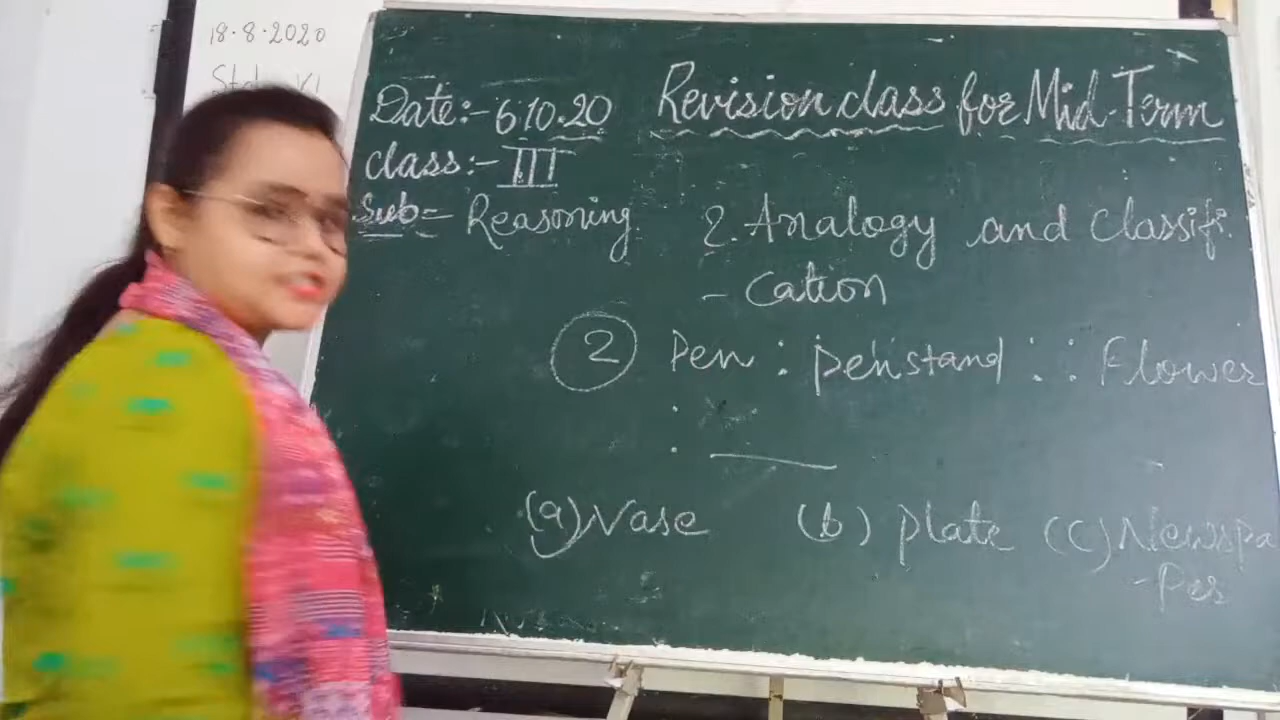 18.8.2020
Date:- 6.10.20 Revision class for Mid-Term
class:- III
Sub:- Reasoning 2. Analogy and classifi
- cation
2 Pen : penstand :: Flower
: ___
(a) Vase (b) plate (c) Newspa
-per